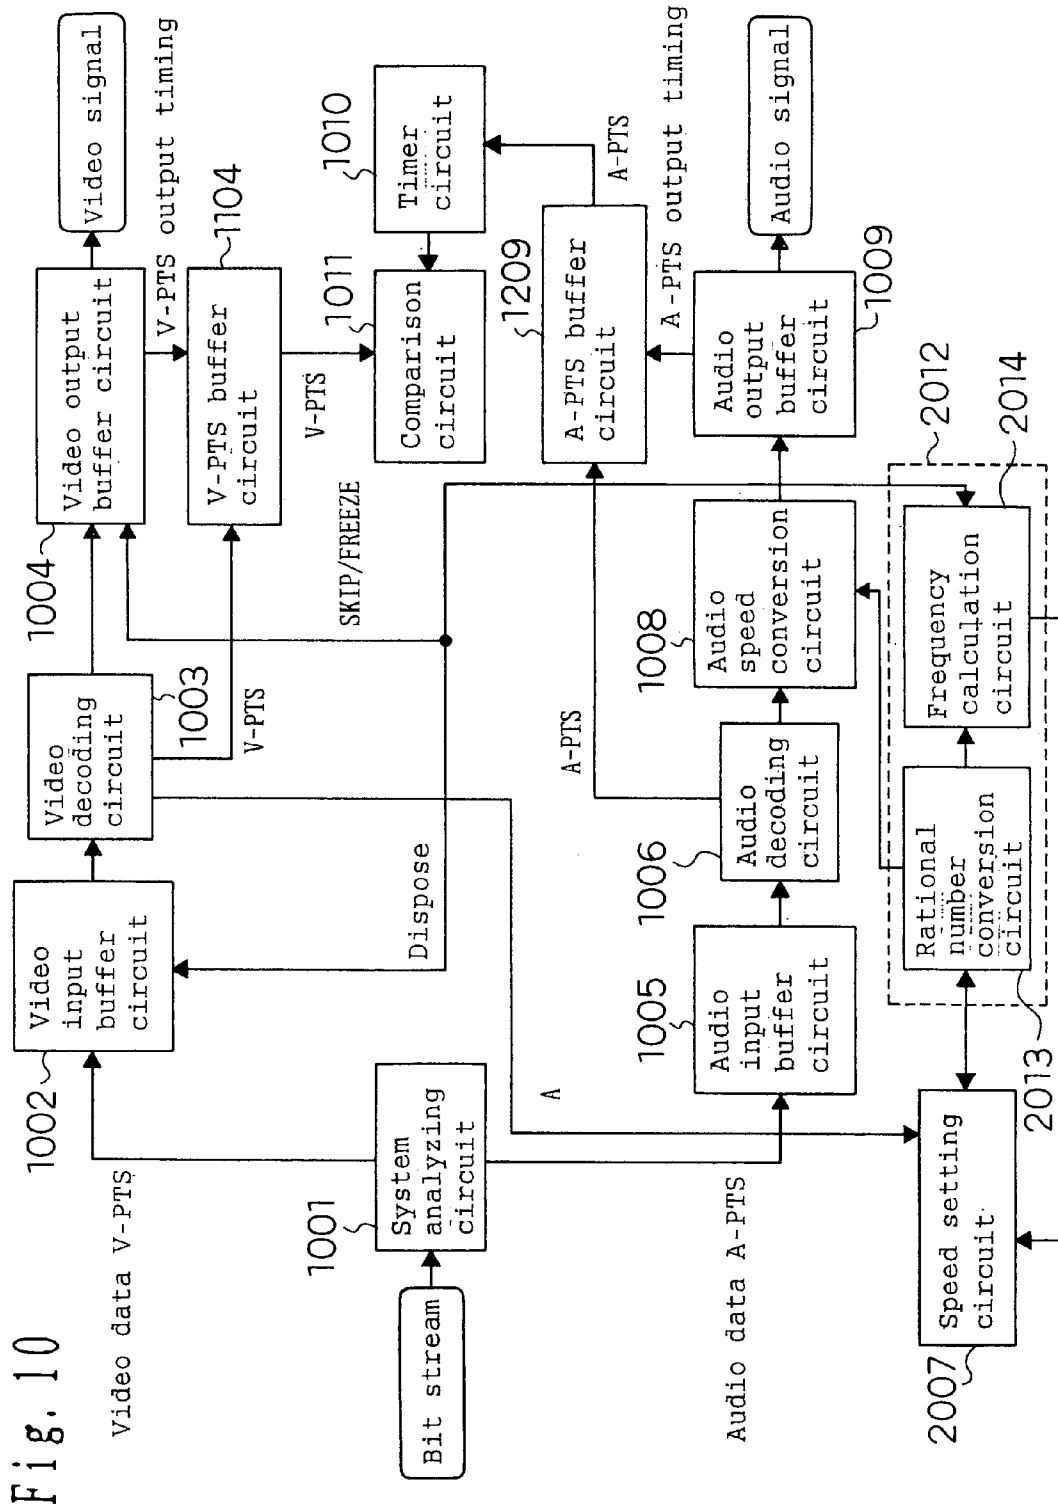 Fig. 10
Video data V-PTS
1002
Video
input
buffer
circuit
Video
decoding
circuit
1003
V-PTS
1004
Video output
buffer circuit
Video signal
V-PTS output timing
V-PTS buffer
circuit
1104
V-PTS
Bit stream
1001
System
analyzing
circuit
Dispose
SKIP/FREEZE
Comparison
circuit
1011
Timer
circuit
1010
A
A-PTS
A-PTS buffer
circuit
1209
A-PTS
A-PTS output timing
Audio data A-PTS
1005
Audio
input
buffer
circuit
1006
Audio
decoding
circuit
1008
Audio
speed
conversion
circuit
Audio
output
buffer
circuit
1009
Audio signal
2007
Speed setting
circuit
2013
Rational
number
conversion
circuit
Frequency
calculation
circuit
2012
2014